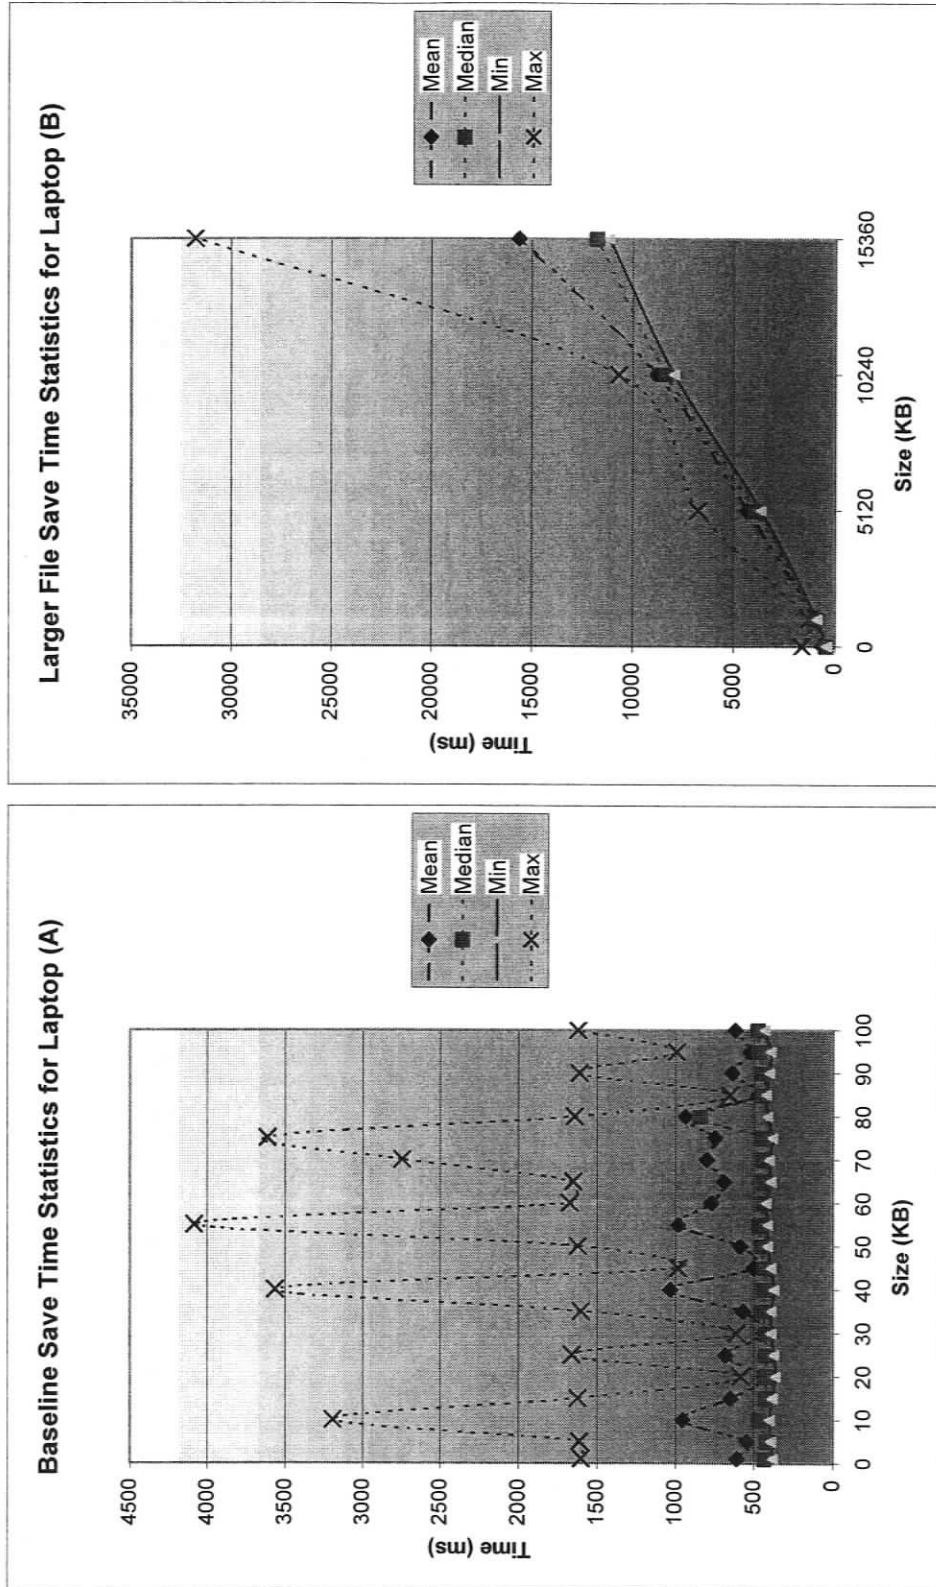 Baseline Save Time Statistics for Laptop (A)
4500
4000
3500
3000
2500
2000
1500
1000
500
0
Time (ms)
0 10 20 30 40 50 60 70 80 90 100
Size (KB)
Mean
Median
Min
Max
Larger File Save Time Statistics for Laptop (B)
35000
30000
25000
20000
15000
10000
5000
0
Time (ms)
0 5120 10240 15360
Size (KB)
Mean
Median
Min
Max